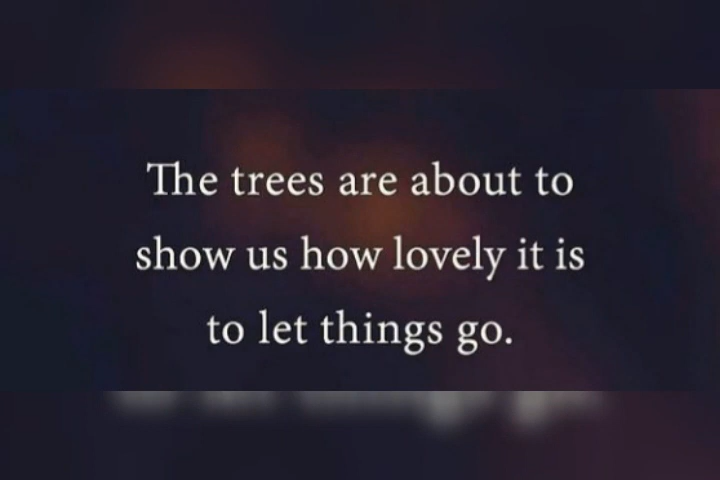 The trees are about to
show us how lovely it is
to let things go.